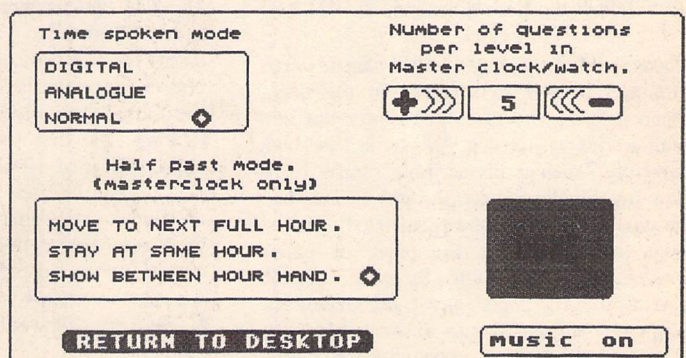 Time spoken mode
DIGITAL
ANALOGUE
NORMAL
Number of questions
per level in
Master clock/watch.
5
Half past mode.
(masterclock only)
MOVE TO NEXT FULL HOUR.
STAY AT SAME HOUR.
SHOW BETWEEN HOUR HAND.
RETURM TO DESKTOP
music on